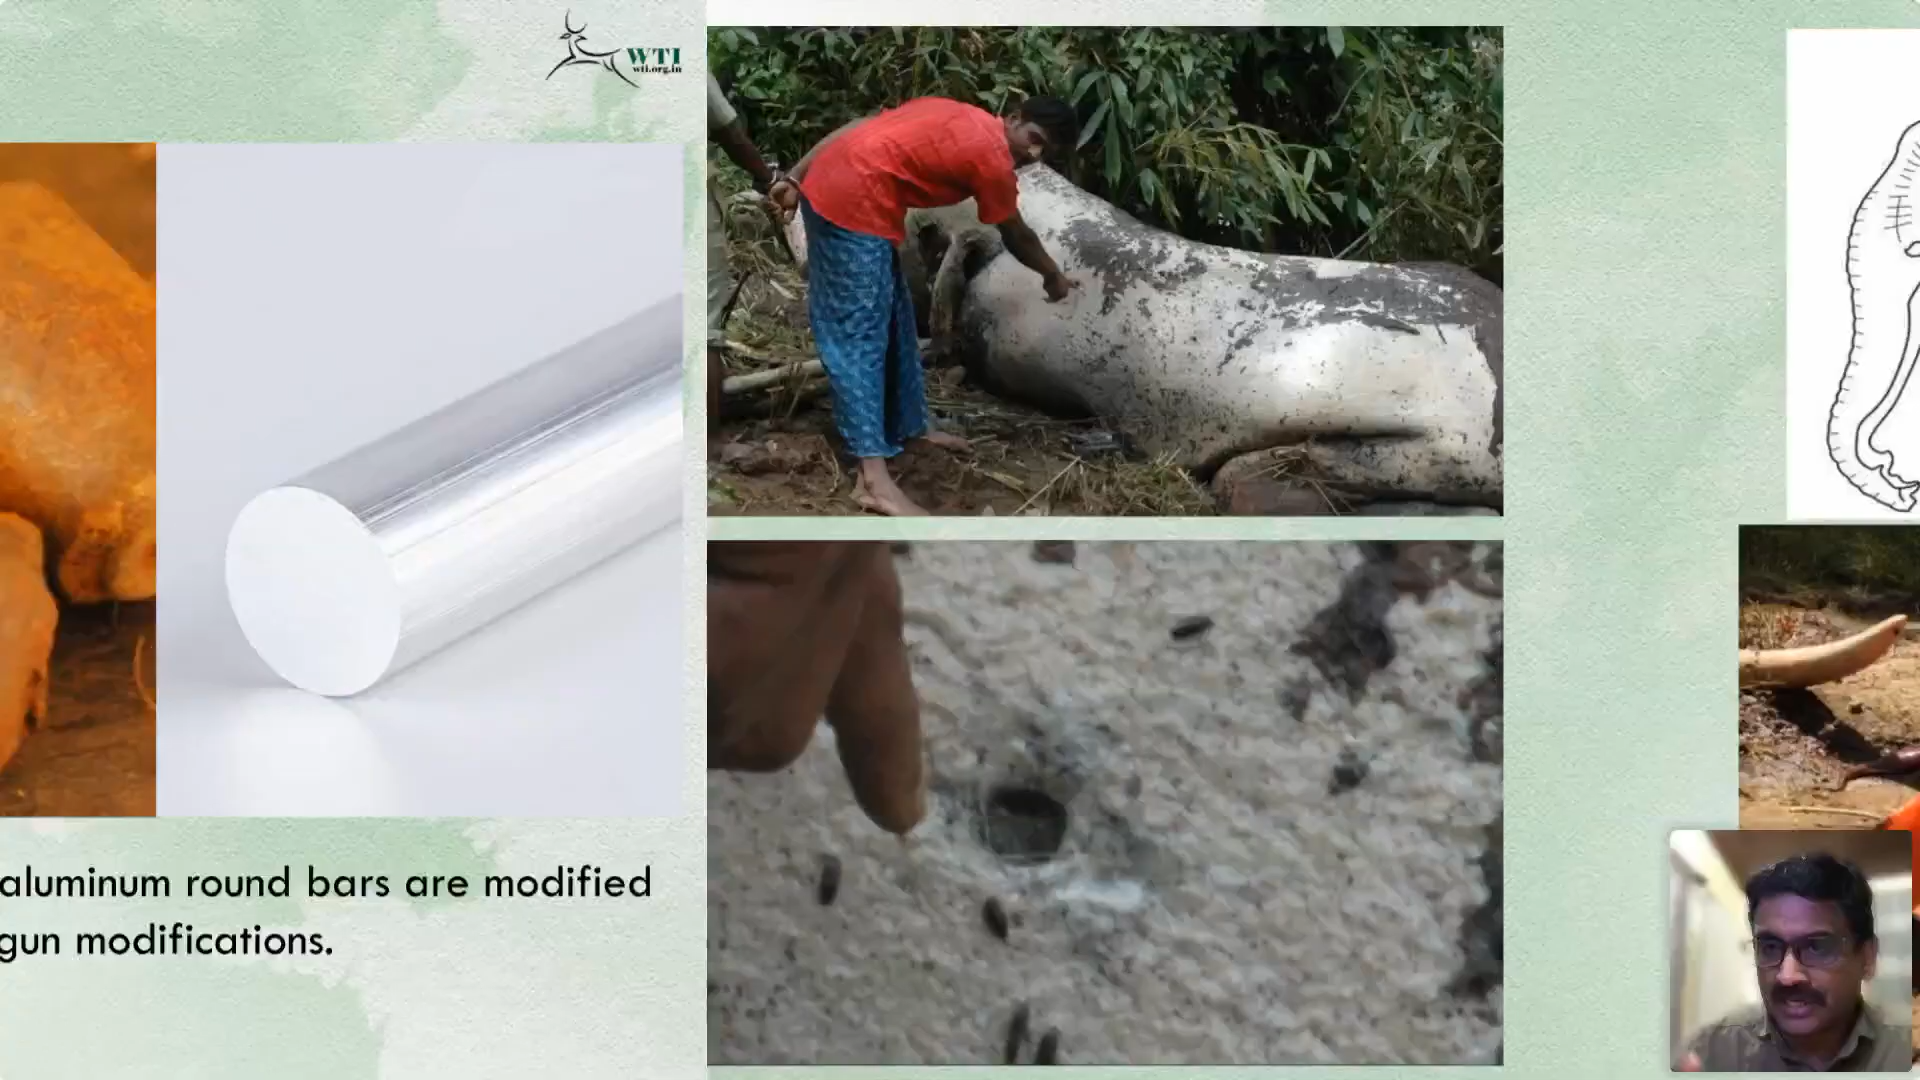 WTI
wti.org.in
aluminum round bars are modified
gun modifications.